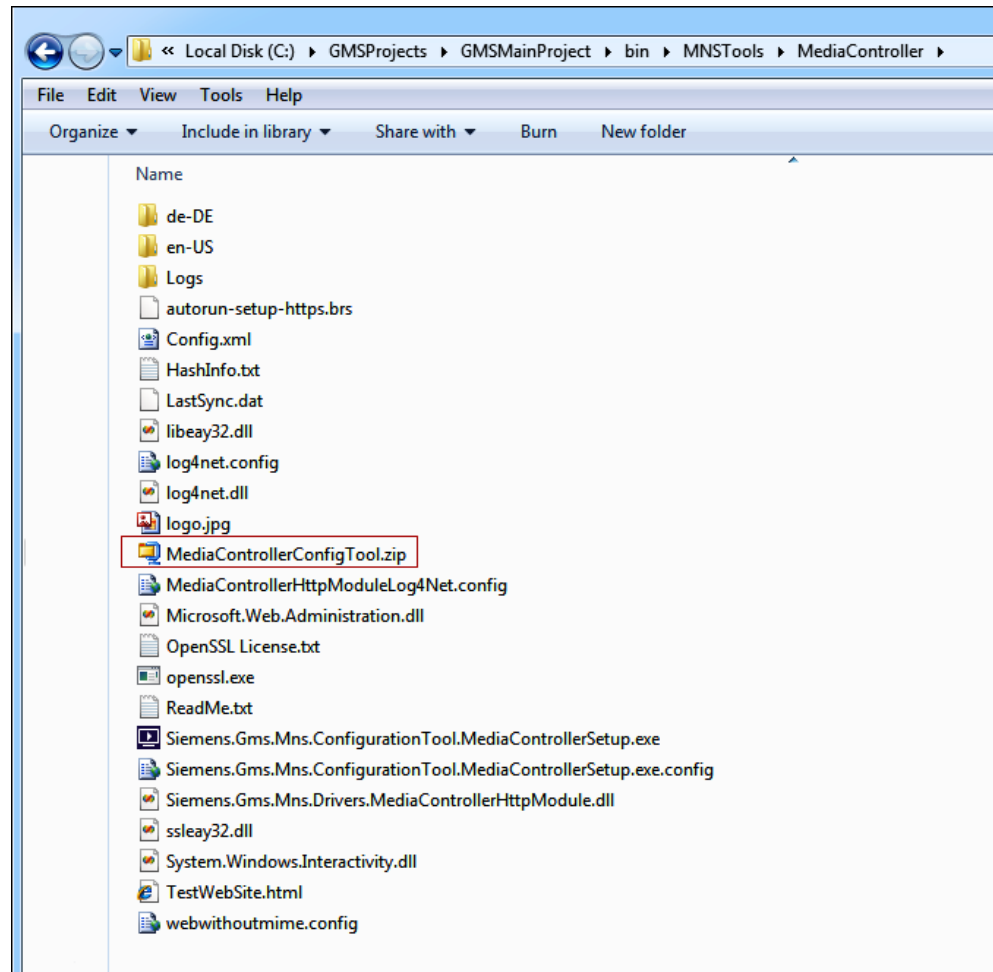 « Local Disk (C:) ▸ GMSProjects ▸ GMSMainProject ▸ bin ▸ MNSTools ▸ MediaController ▸
File Edit View Tools Help
Organize ▾ Include in library ▾ Share with ▾ Burn New folder
Name
de-DE
en-US
Logs
autorun-setup-https.brs
Config.xml
HashInfo.txt
LastSync.dat
libeay32.dll
log4net.config
log4net.dll
logo.jpg
MediaControllerConfigTool.zip
MediaControllerHttpModuleLog4Net.config
Microsoft.Web.Administration.dll
OpenSSL License.txt
openssl.exe
ReadMe.txt
Siemens.Gms.Mns.ConfigurationTool.MediaControllerSetup.exe
Siemens.Gms.Mns.ConfigurationTool.MediaControllerSetup.exe.config
Siemens.Gms.Mns.Drivers.MediaControllerHttpModule.dll
ssleay32.dll
System.Windows.Interactivity.dll
TestWebSite.html
webwithoutmime.config